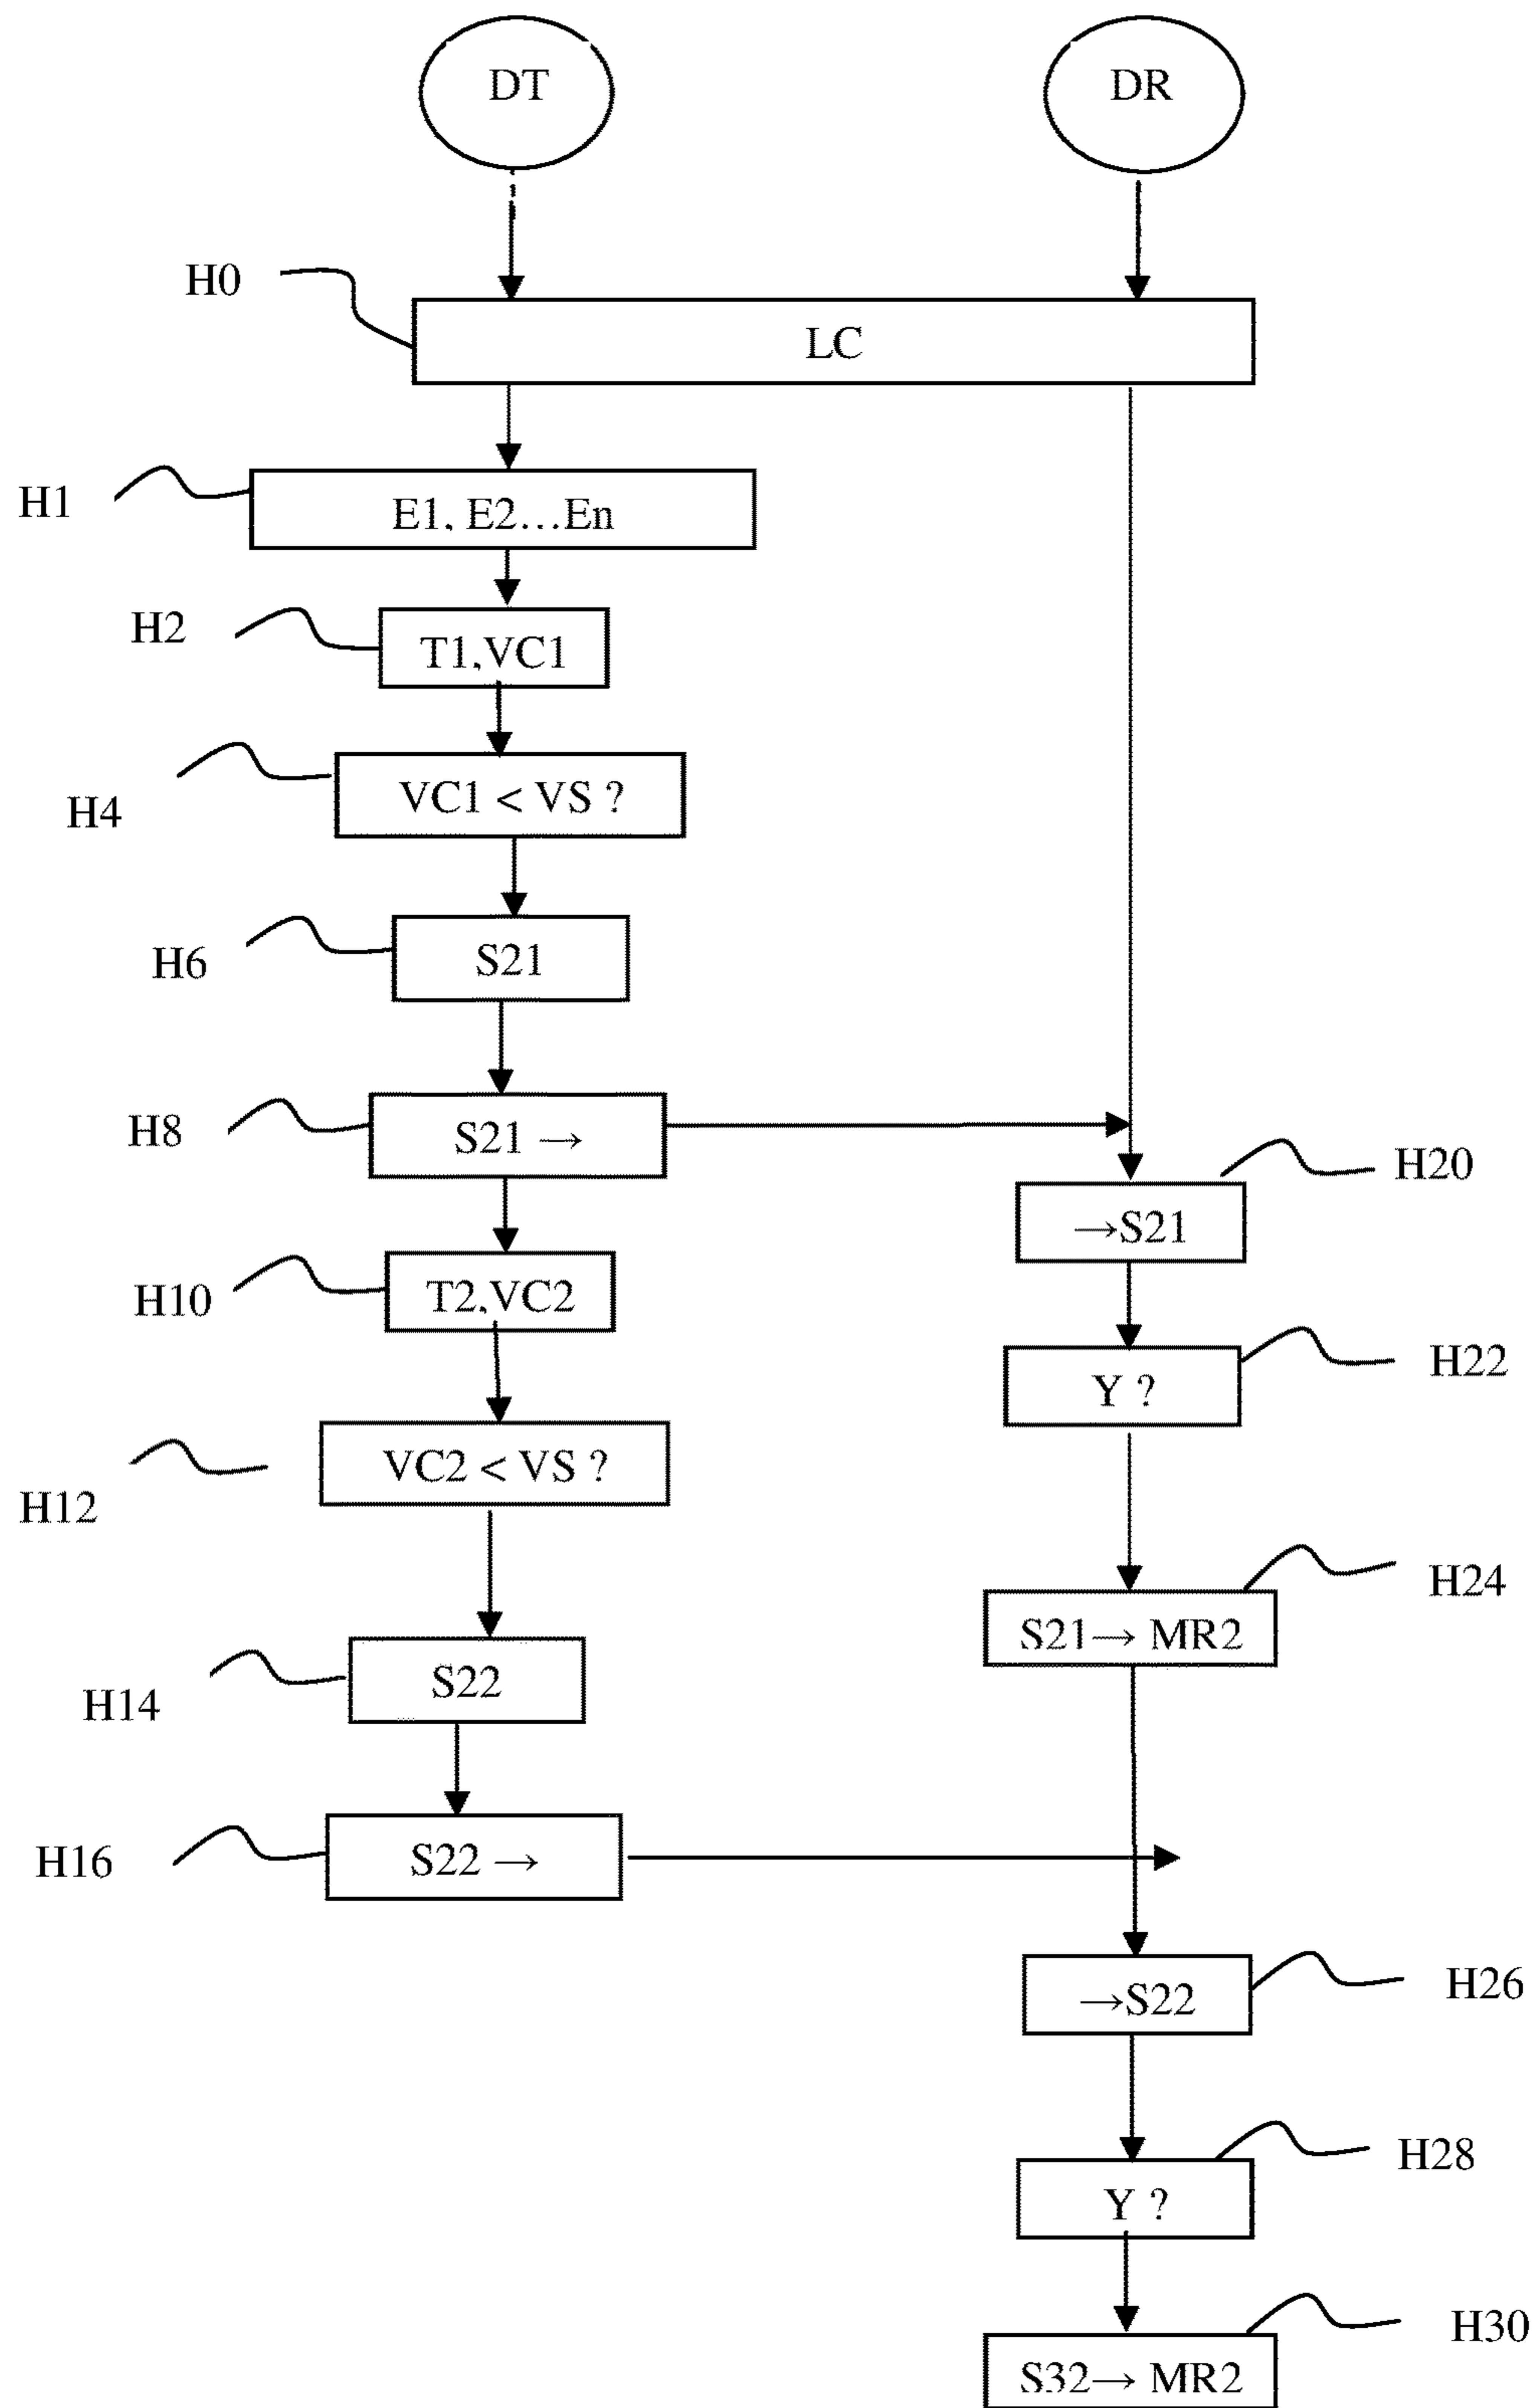 DT
DR
H0
LC
H1
E1, E2...En
H2
T1,VC1
H4
VC1 < VS ?
H6
S21
H8
S21 →
H20
→S21
H10
T2,VC2
H22
Y ?
H12
VC2 < VS ?
H24
S21→ MR2
H14
S22
H16
S22 →
H26
→S22
H28
Y ?
H30
S32→ MR2